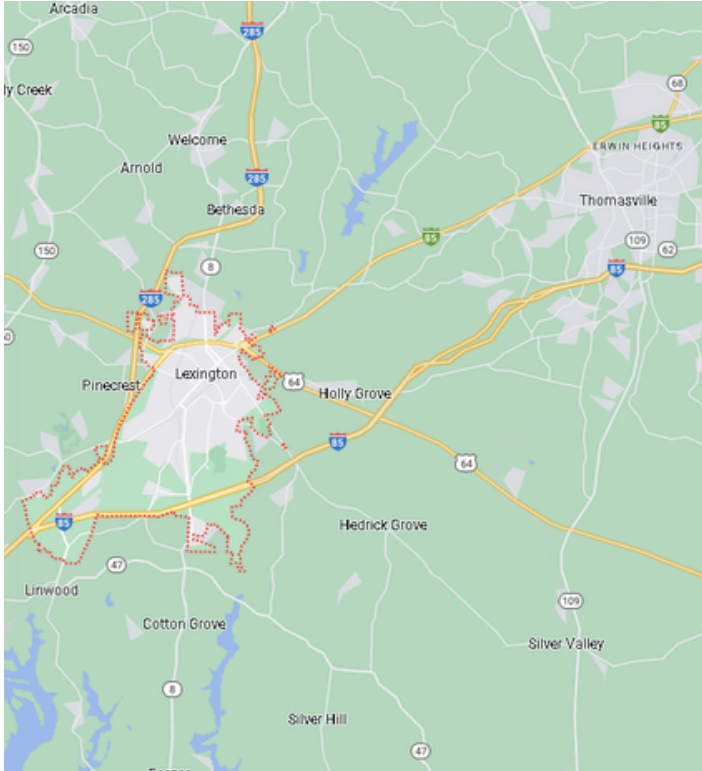 Arcadia
285
150
68
ly Creek
85
Welcome
ERWIN HEIGHTS
Arnold
285
Thomasville
Bethesda
85
109
150
62
8
85
285
Lexington
Pinecrest
64
Holly Grove
85
64
85
Hedrick Grove
47
Linwood
109
Cotton Grove
Silver Valley
8
Silver Hill
47